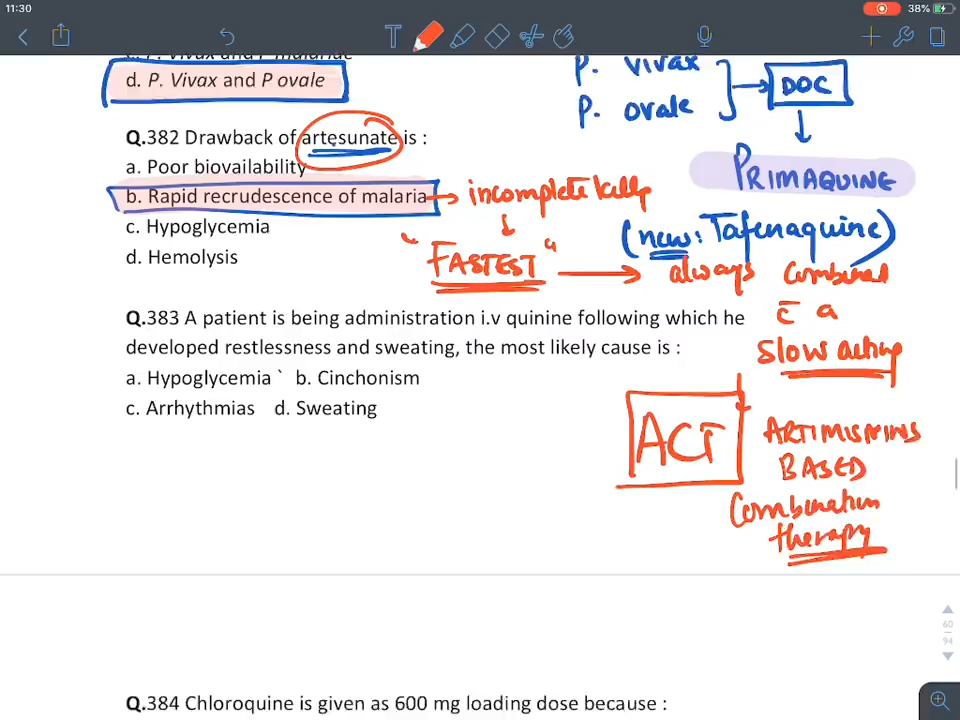 11:30
38%
T
d. P. Vivax and P ovale
P. vivax
P. ovale
DOC
PRIMAQUINE
(new: Tafenaquine)
Q.382 Drawback of artesunate is :
a. Poor biovailability
b. Rapid recrudescence of malaria
incomplete kill
c. Hypoglycemia
"FASTEST"
always combined
d. Hemolysis
c̄ a
slow acting
Q.383 A patient is being administration i.v quinine following which he
developed restlessness and sweating, the most likely cause is :
a. Hypoglycemia ` b. Cinchonism
c. Arrhythmias d. Sweating
ACT
BASED
Combination
therapy
60
94
Q.384 Chloroquine is given as 600 mg loading dose because :